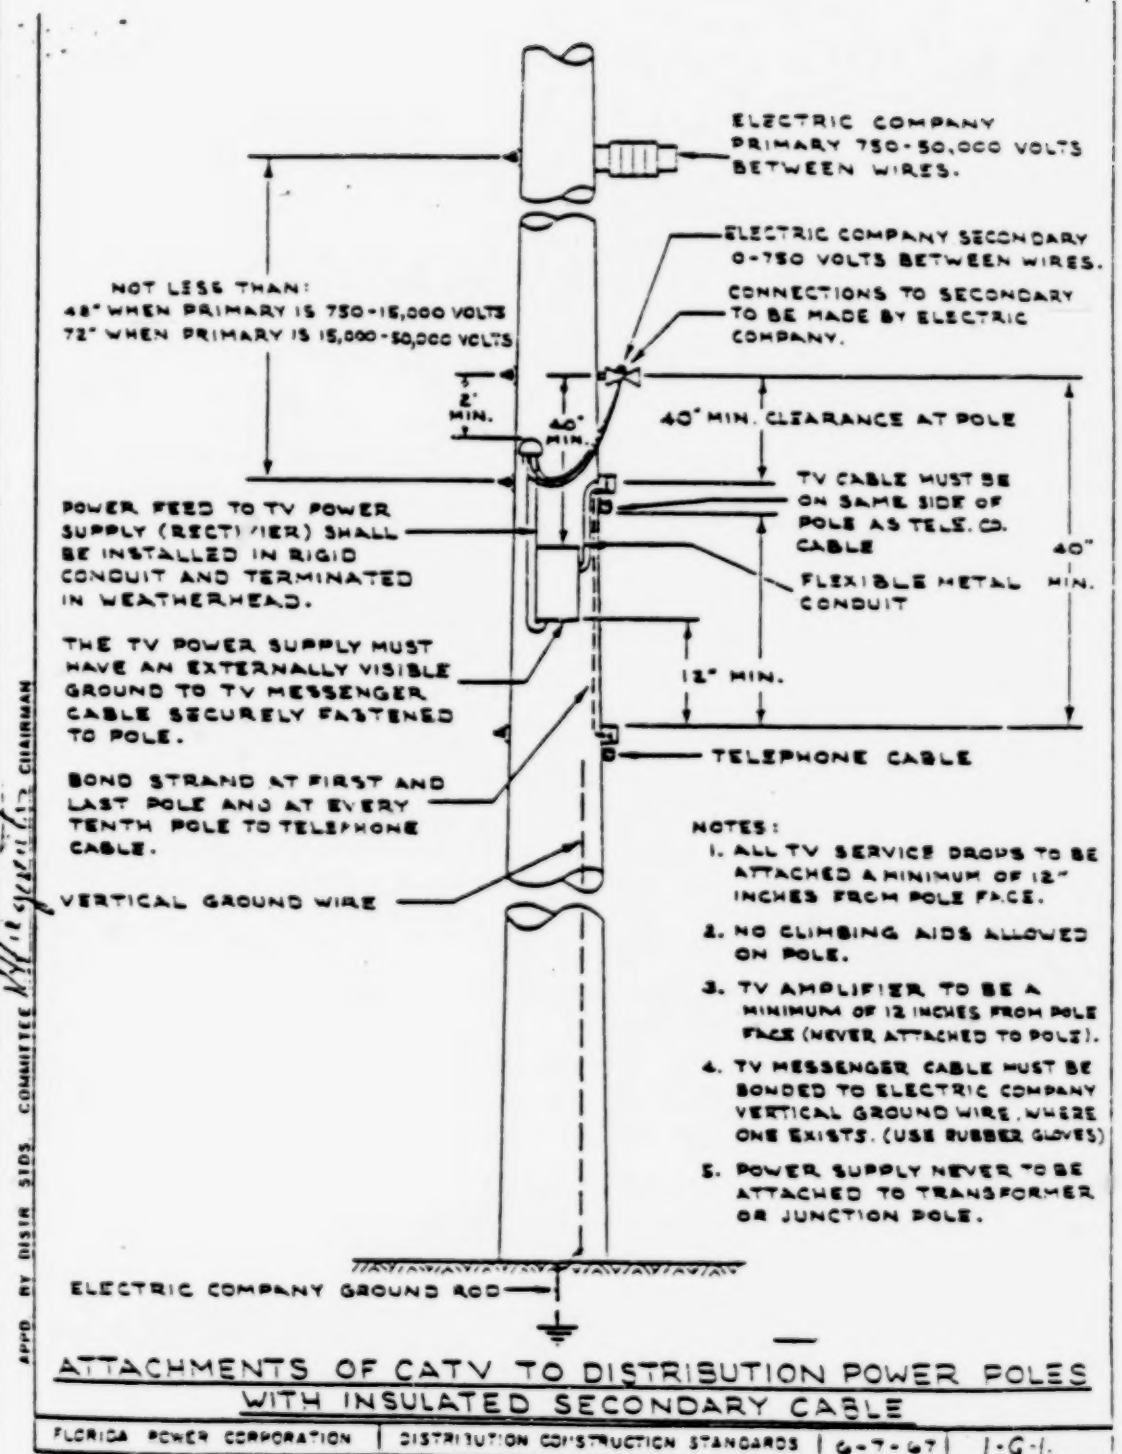 ELECTRIC COMPANY
PRIMARY 750-50,000 VOLTS
BETWEEN WIRES.
ELECTRIC COMPANY SECONDARY
0-750 VOLTS BETWEEN WIRES.
NOT LESS THAN:
48" WHEN PRIMARY IS 750-15,000 VOLTS
72" WHEN PRIMARY IS 15,000-50,000 VOLTS
CONNECTIONS TO SECONDARY
TO BE MADE BY ELECTRIC
COMPANY.
2'
MIN.
40"
MIN.
40" MIN. CLEARANCE AT POLE
TV CABLE MUST BE
ON SAME SIDE OF
POLE AS TELE. CO.
CABLE
40"
MIN.
FLEXIBLE METAL
CONDUIT
POWER FEED TO TV POWER
SUPPLY (RECTIFIER) SHALL
BE INSTALLED IN RIGID
CONDUIT AND TERMINATED
IN WEATHERHEAD.
THE TV POWER SUPPLY MUST
HAVE AN EXTERNALLY VISIBLE
GROUND TO TV MESSENGER
CABLE SECURELY FASTENED
TO POLE.
12" MIN.
TELEPHONE CABLE
BOND STRAND AT FIRST AND
LAST POLE AND AT EVERY
TENTH POLE TO TELEPHONE
CABLE.
VERTICAL GROUND WIRE
NOTES:
1. ALL TV SERVICE DROPS TO BE
ATTACHED A MINIMUM OF 12"
INCHES FROM POLE FACE.
2. NO CLIMBING AIDS ALLOWED
ON POLE.
3. TV AMPLIFIER TO BE A
MINIMUM OF 12 INCHES FROM POLE
FACE (NEVER ATTACHED TO POLE).
4. TV MESSENGER CABLE MUST BE
BONDED TO ELECTRIC COMPANY
VERTICAL GROUND WIRE, WHERE
ONE EXISTS. (USE RUBBER GLOVES)
5. POWER SUPPLY NEVER TO BE
ATTACHED TO TRANSFORMER
OR JUNCTION POLE.
ELECTRIC COMPANY GROUND ROD
ATTACHMENTS OF CATV TO DISTRIBUTION POWER POLES
WITH INSULATED SECONDARY CABLE
FLORIDA POWER CORPORATION
DISTRIBUTION CONSTRUCTION STANDARDS
6-7-67
1-G-1
APPD. BY DISTR STDS. COMMITTEE
CHAIRMAN